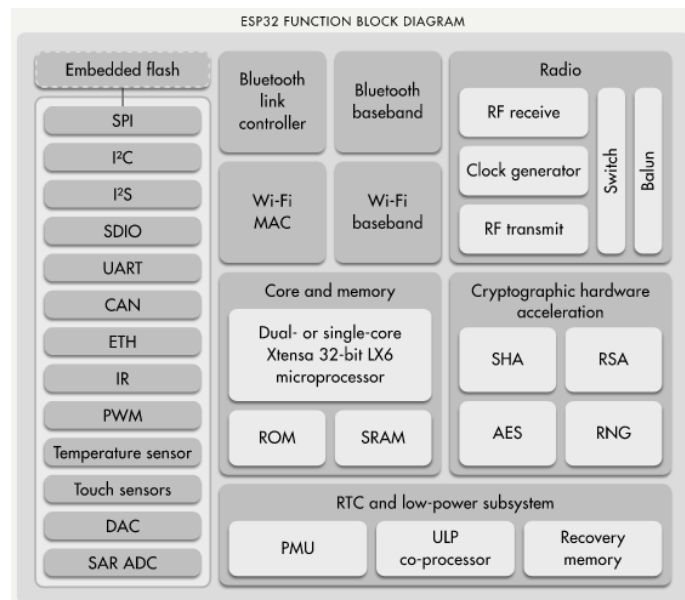 ESP32 FUNCTION BLOCK DIAGRAM
Embedded flash
SPI
I²C
I²S
SDIO
UART
CAN
ETH
IR
PWM
Temperature sensor
Touch sensors
DAC
SAR ADC
Bluetooth
link
controller
Bluetooth
baseband
Wi-Fi
MAC
Wi-Fi
baseband
Radio
RF receive
Clock generator
RF transmit
Switch
Balun
Core and memory
Dual- or single-core
Xtensa 32-bit LX6
microprocessor
ROM
SRAM
Cryptographic hardware
acceleration
SHA
RSA
AES
RNG
RTC and low-power subsystem
PMU
ULP
co-processor
Recovery
memory